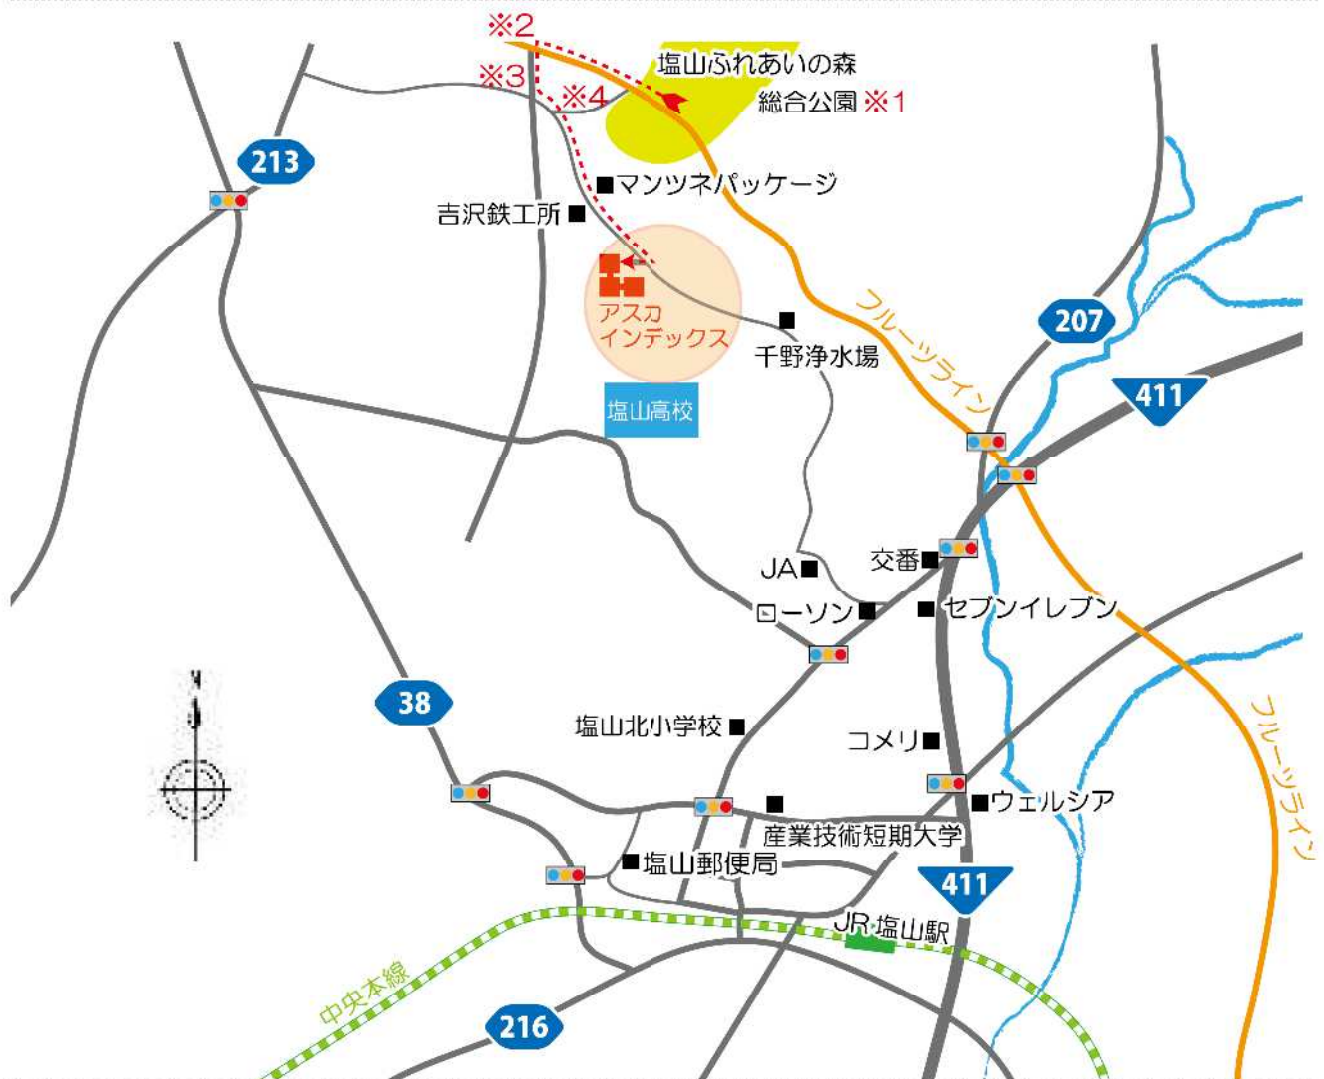 ※2
※3
※4
塩山ふれあいの森
総合公園 ※1
213
マンツネパッケージ
吉沢鉄工所
アスカ
インデックス
千野浄水場
フルーツライン
207
411
塩山高校
JA
交番
ローソン
セブンイレブン
N
38
塩山北小学校
コメリ
フルーツライン
ウェルシア
産業技術短期大学
塩山郵便局
411
JR 塩山駅
中央本線
216